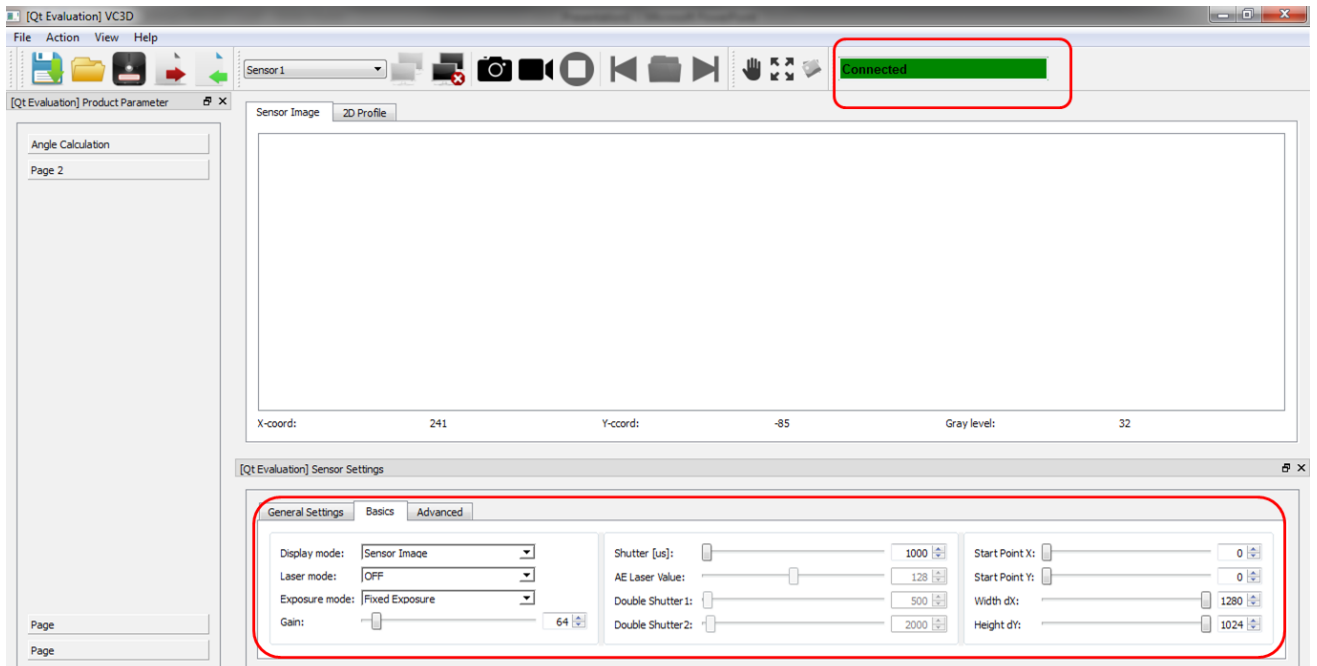 [Qt Evaluation] VC3D
File Action View Help
Sensor1
Connected
[Qt Evaluation] Product Parameter
Sensor Image 2D Profile
Angle Calculation
Page 2
X-coord: 241 Y-ccord: -85 Gray level: 32
[Qt Evaluation] Sensor Settings
General Settings Basics Advanced
Display mode: Sensor Image Shutter [us]: 1000 Start Point X: 0
Laser mode: OFF AE Laser Value: 128 Start Point Y: 0
Exposure mode: Fixed Exposure Double Shutter1: 500 Width dX: 1280
Gain: 64 Double Shutter2: 2000 Height dY: 1024
Page
Page